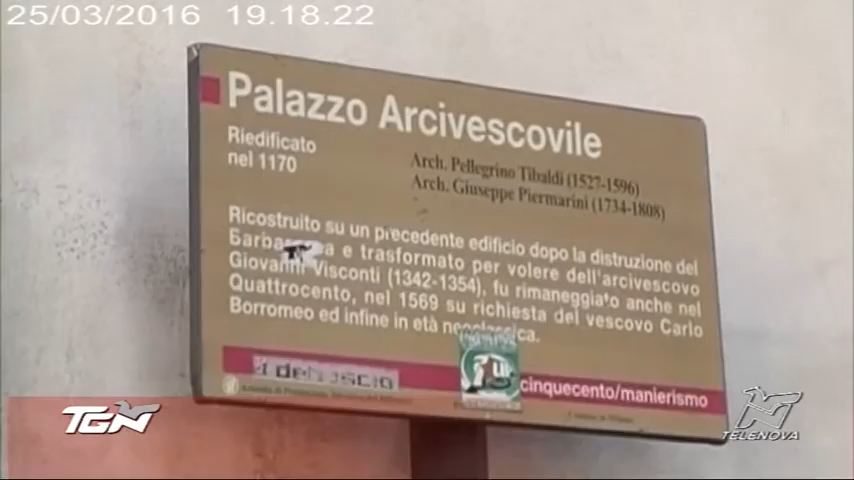 25/03/2016 19.18.22
Palazzo Arcivescovile
Riedificato
nel 1170
Arch. Pellegrino Tibaldi (1527-1596)
Arch. Giuseppe Piermarini (1734-1808)
Ricostruito su un precedente edificio dopo la distruzione del
e trasformato per volere dell'arcivescovo
Giovanni Visconti (1342-1354), fu rimaneggiato anche nel
Quattrocento, nel 1569 su richiesta del vescovo Carlo
Borromeo ed infine in età neoclassica.
cinquecento/manierismo
TGN
TELENOVA